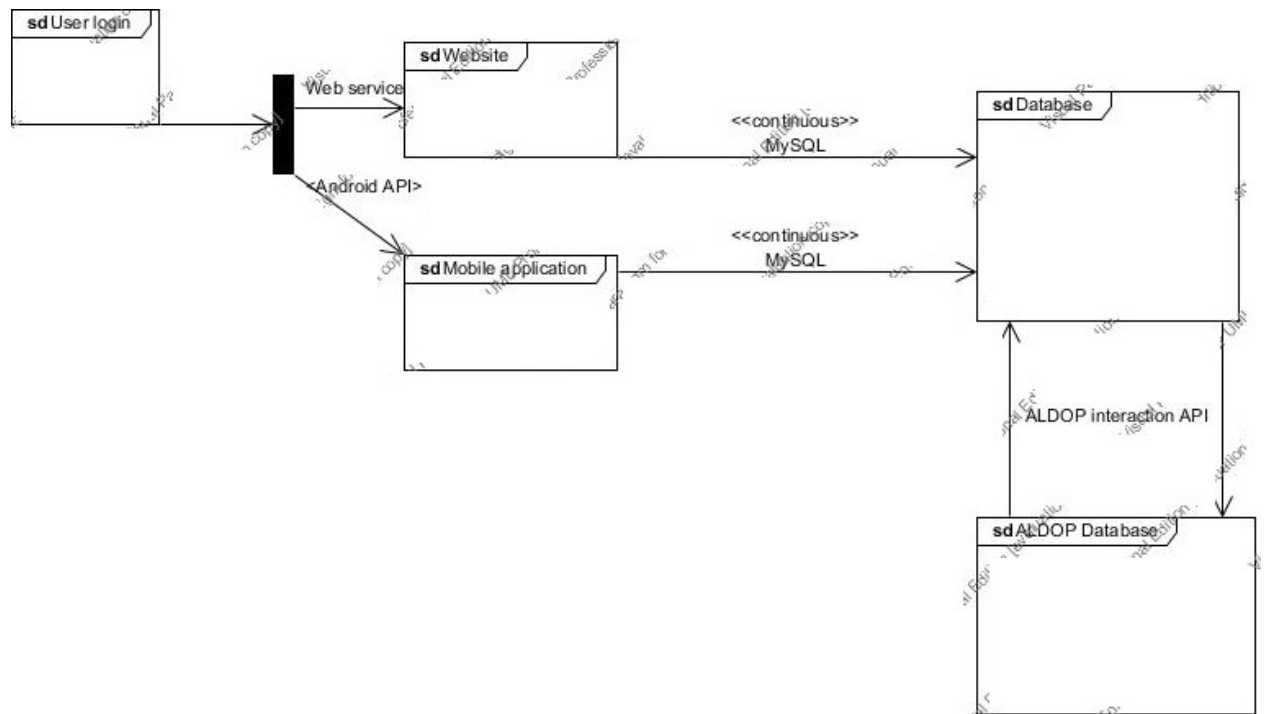 sd User login
sd Website
Web service
<<continuous>>
MySQL
sd Database
<Android API>
<<continuous>>
MySQL
sd Mobile application
ALDOP interaction API
sd ALDOP Database